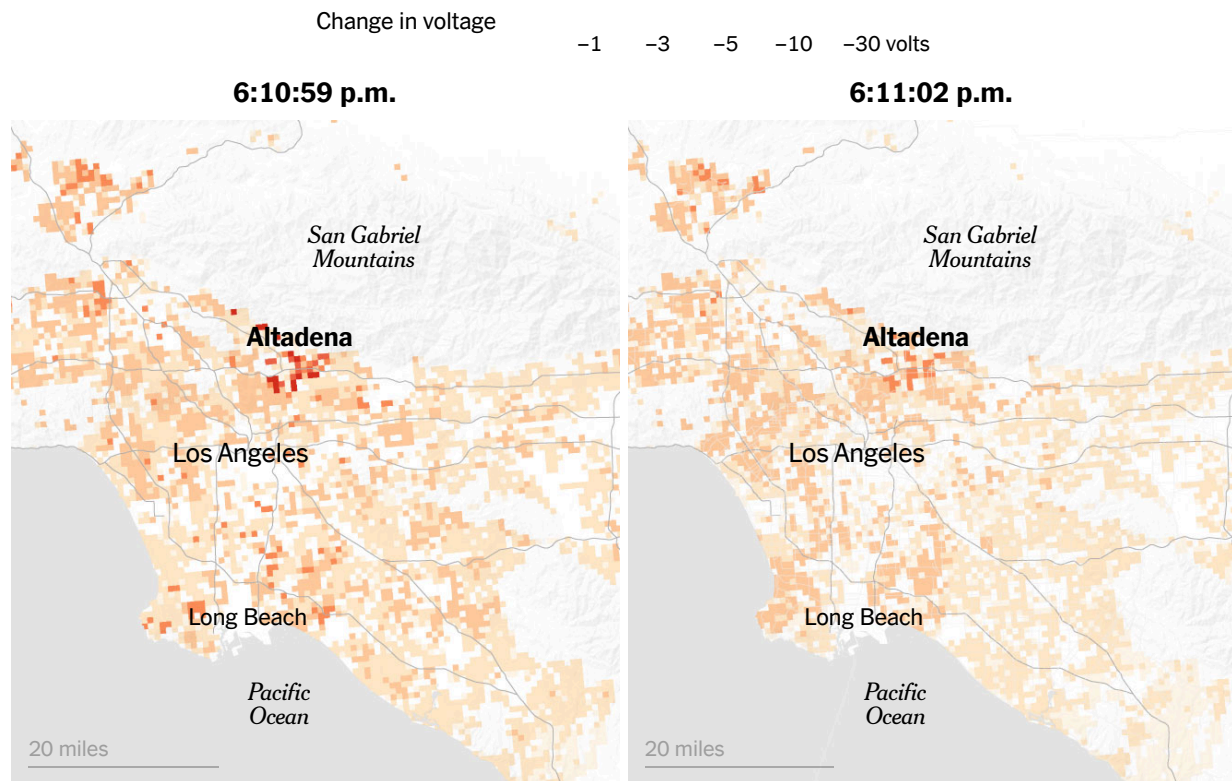 Change in voltage
–1 –3 –5 –10 –30 volts
6:10:59 p.m.
San Gabriel
Mountains
Altadena
Los Angeles
Long Beach
Pacific
Ocean
20 miles
6:11:02 p.m.
San Gabriel
Mountains
Altadena
Los Angeles
Long Beach
Pacific
Ocean
20 miles